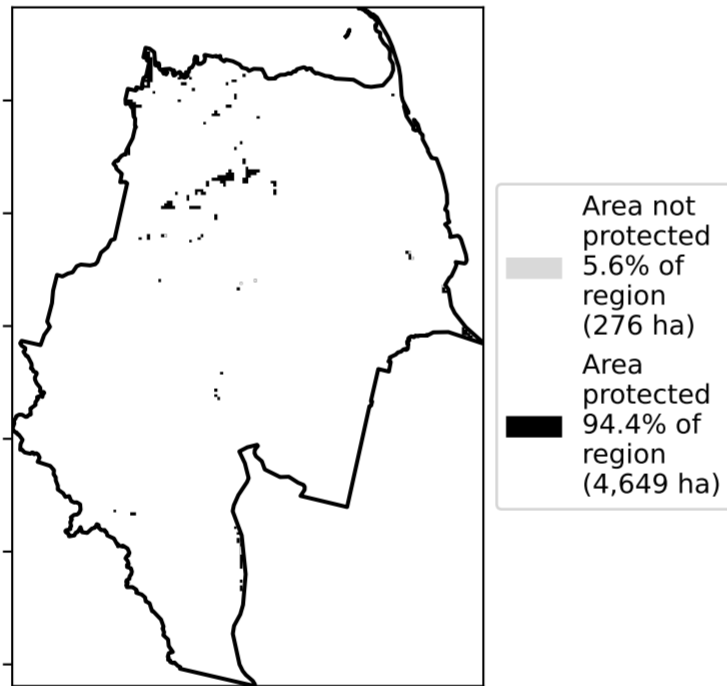 Area not
protected
5.6% of
region
(276 ha)
Area
protected
94.4% of
region
(4,649 ha)